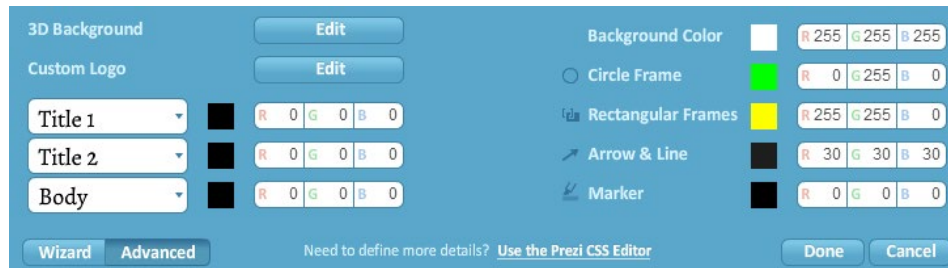 3D Background Edit Background Color R 255 G 255 B 255
Custom Logo Edit Circle Frame R 0 G 255 B 0
Title 1 R 0 G 0 B 0 Rectangular Frames R 255 G 255 B 0
Title 2 R 0 G 0 B 0 Arrow & Line R 30 G 30 B 30
Body R 0 G 0 B 0 Marker R 0 G 0 B 0
Wizard Advanced Need to define more details? Use the Prezi CSS Editor Done Cancel